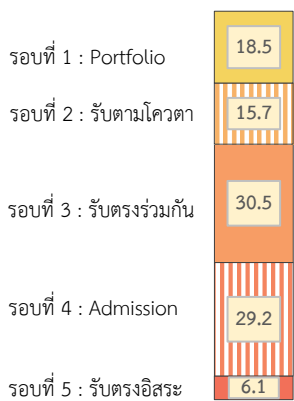 รอบที่ 1 : Portfolio 18.5
รอบที่ 2 : รับตามโควตา 15.7
รอบที่ 3 : รับตรงร่วมกัน 30.5
รอบที่ 4 : Admission 29.2
รอบที่ 5 : รับตรงอิสระ 6.1